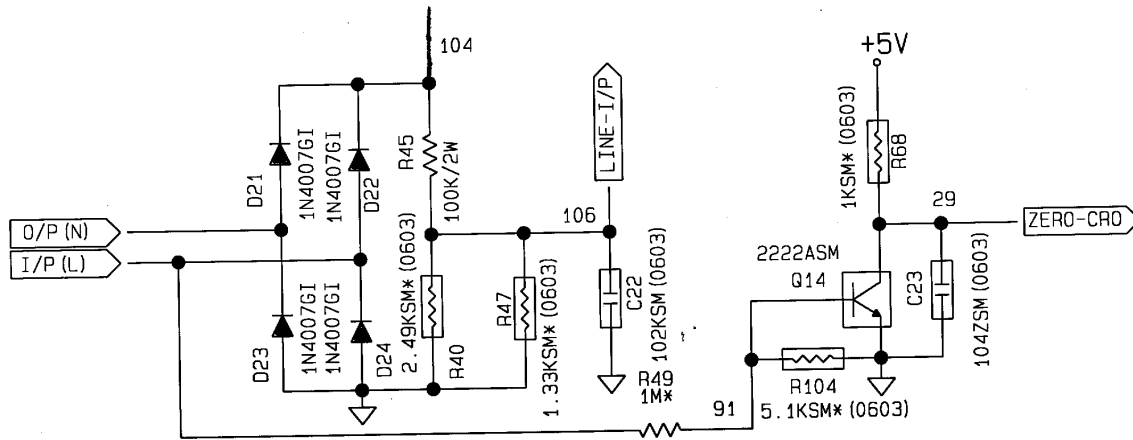 104
+5V
LINE-I/P
1KSM* (0603)
R68
D21
1N4007GI
1N4007GI
D22
R45
100K/2W
O/P(N)
I/P(L)
106
29
ZERO-CRO
2222ASM
Q14
C23
104ZSM (0603)
D23
1N4007GI
1N4007GI
D24
2.49KSM* (0603)
R40
R47
1.33KSM* (0603)
C22
102KSM (0603)
R49
1M*
91
R104
5.1KSM* (0603)